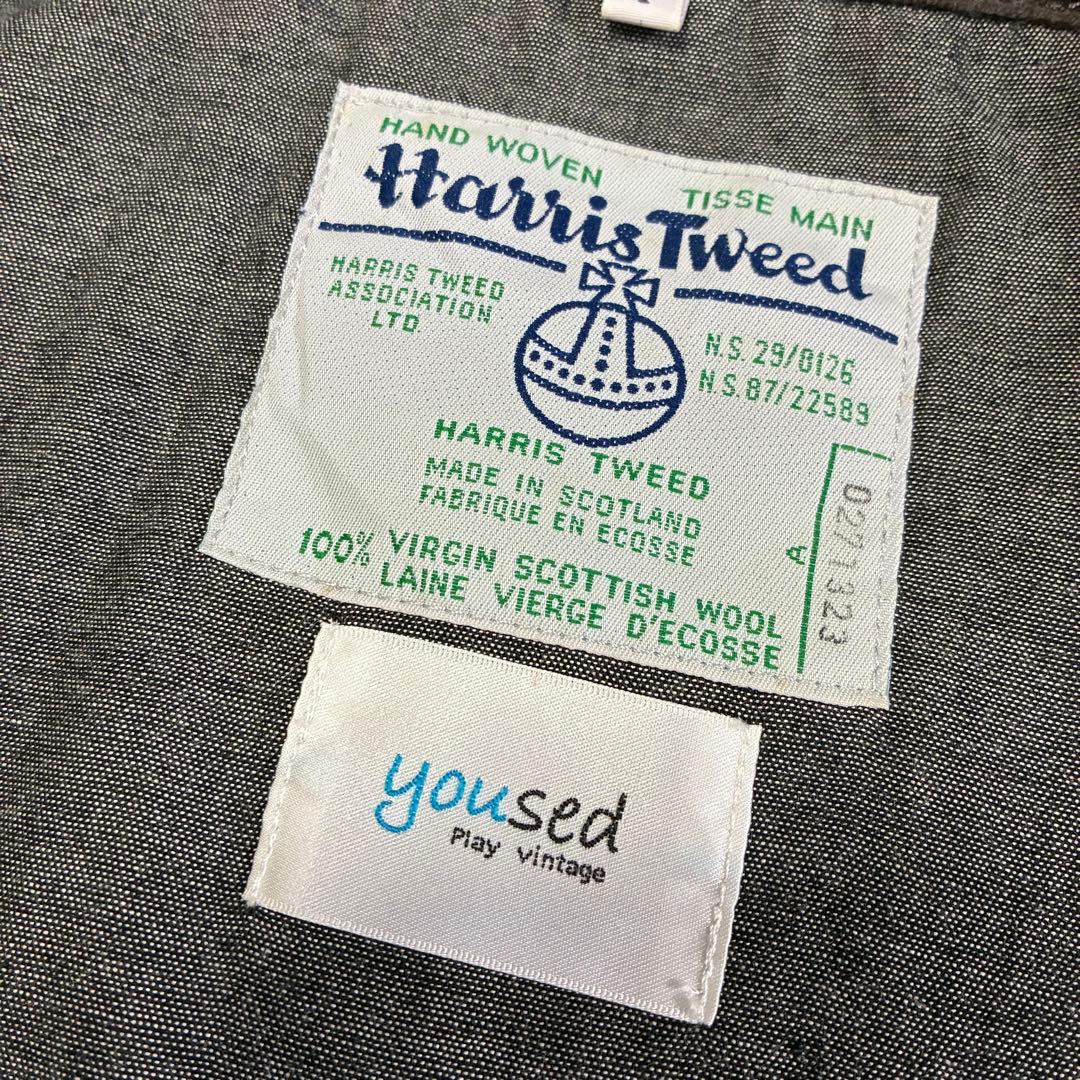 HAND WOVEN TISSE MAIN
Harris Tweed
HARRIS TWEED
ASSOCIATION
LTD
N.S. 29/0126
N.S. 87/22589
HARRIS TWEED
MADE IN SCOTLAND
FABRIQUE EN ECOSSE
100% VIRGIN SCOTTISH WOOL
LAINE VIERGE D'ECOSSE
A
0271323
yoused
Play vintage